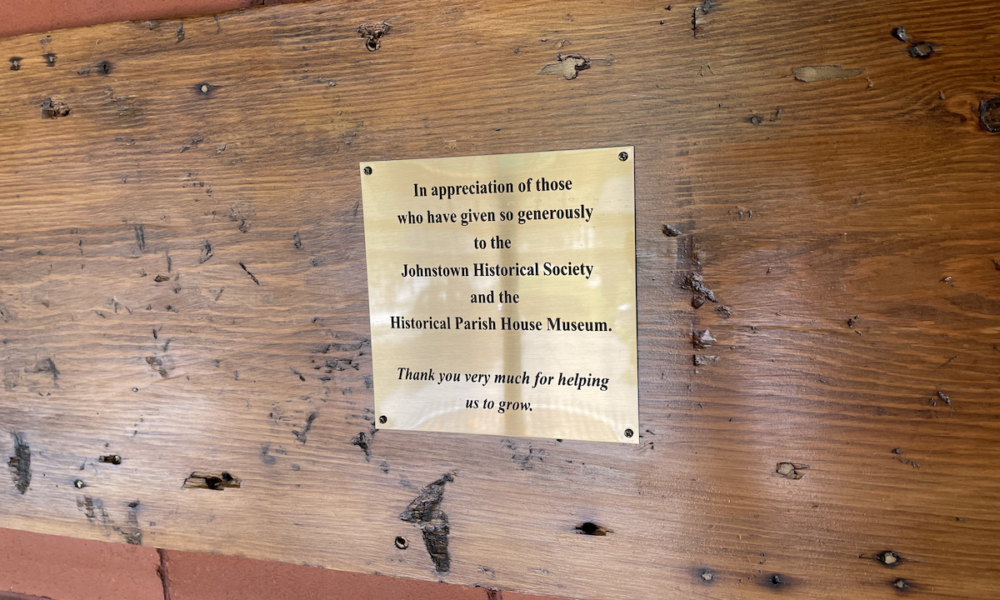 In appreciation of those
who have given so generously
to the
Johnstown Historical Society
and the
Historical Parish House Museum.
Thank you very much for helping
us to grow.